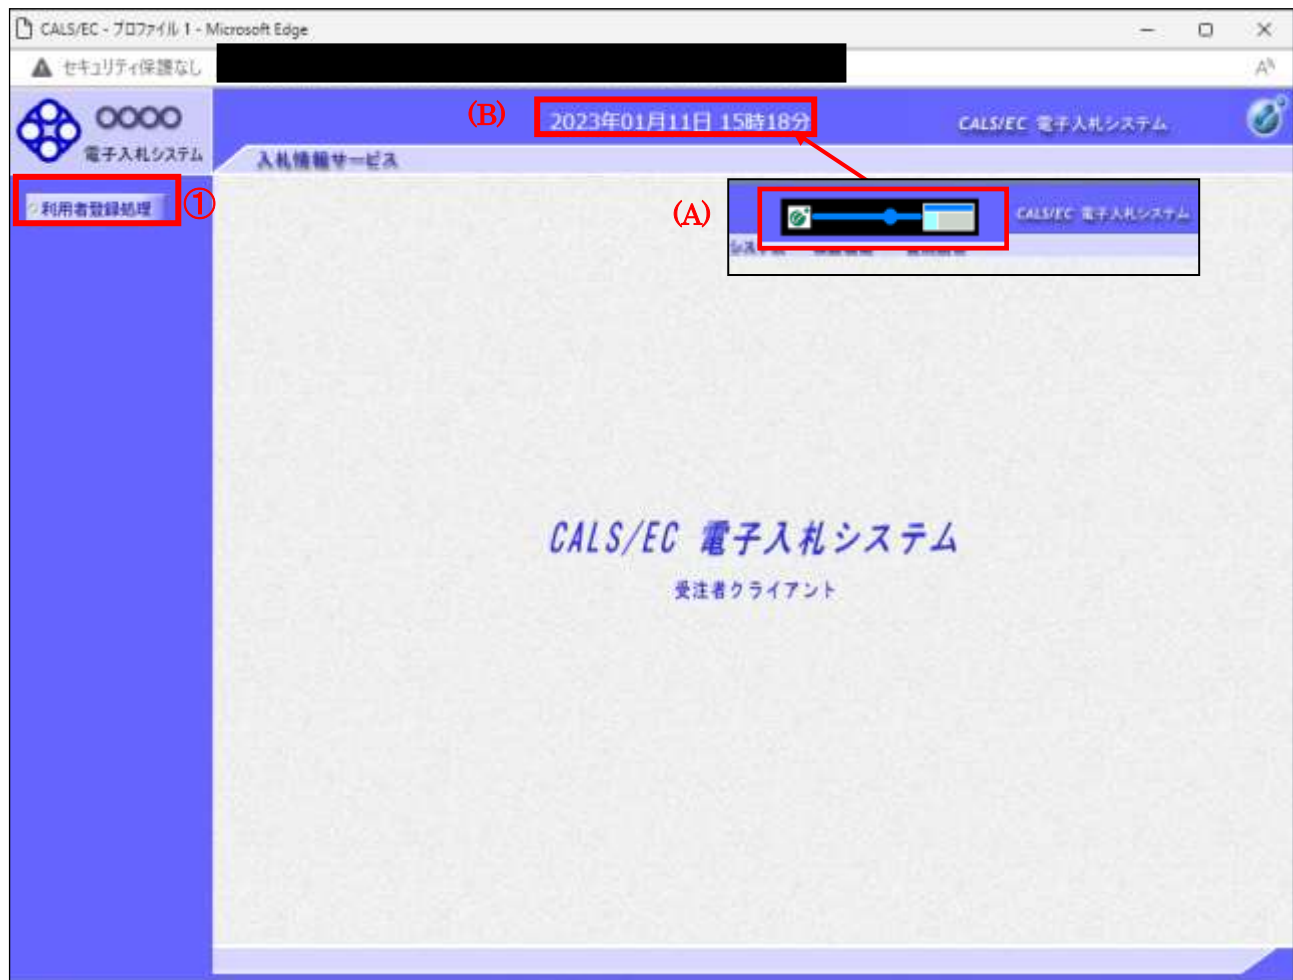 CALS/EC - プロファイル 1 - Microsoft Edge
セキュリティ保護なし
○○○○
電子入札システム
(B)
2023年01月11日 15時18分
CALS/EC 電子入札システム
入札情報サービス
利用者登録処理
①
(A)
CALS/EC 電子入札システム
CALS/EC 電子入札システム
受注者クライアント